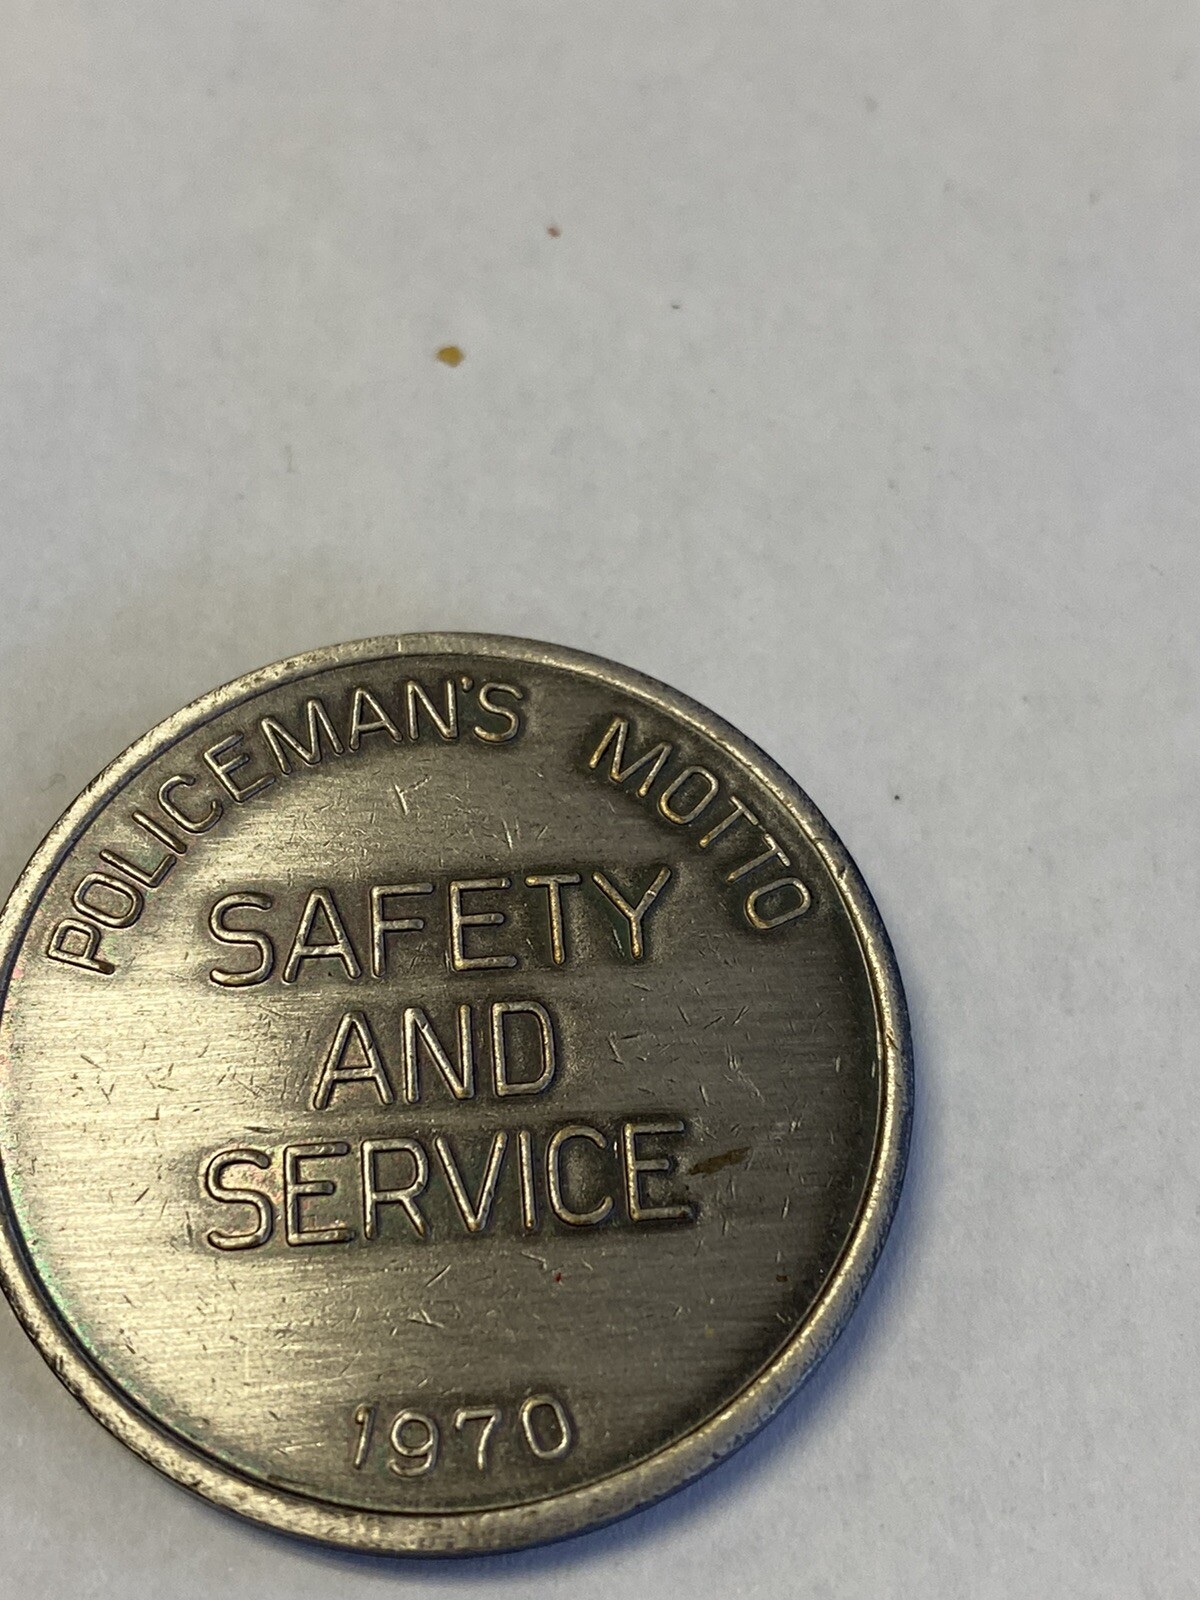 POLICEMAN'S MOTTO
SAFETY
AND
SERVICE
1970